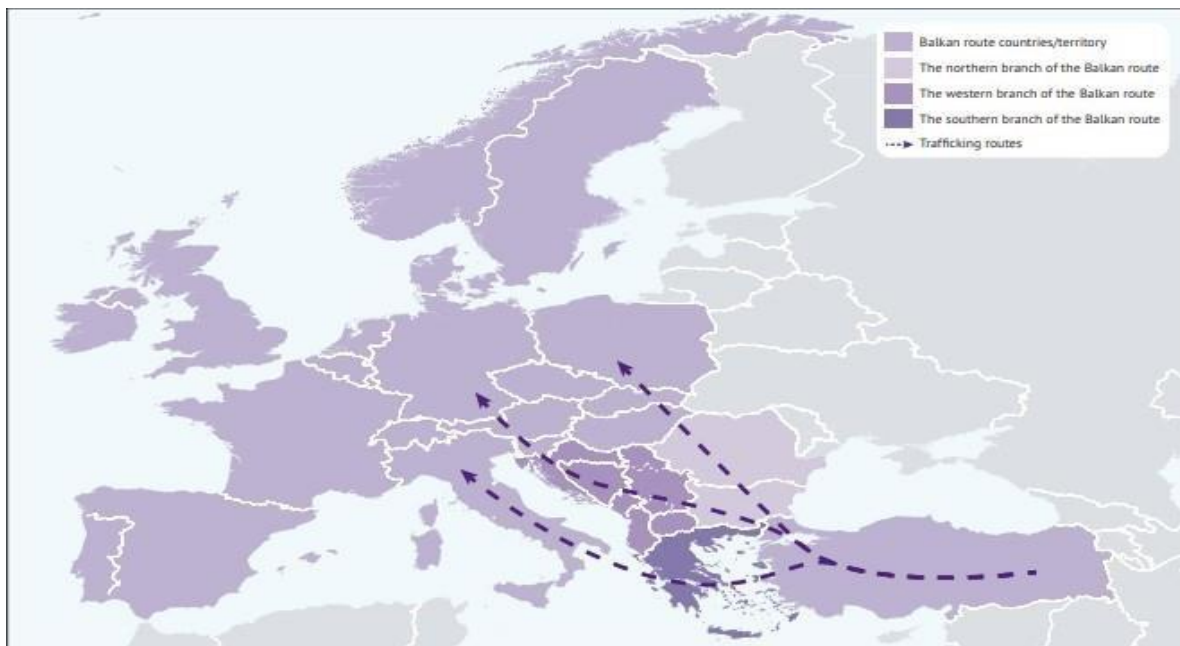 Balkan route countries/territory
The northern branch of the Balkan route
The western branch of the Balkan route
The southern branch of the Balkan route
Trafficking routes